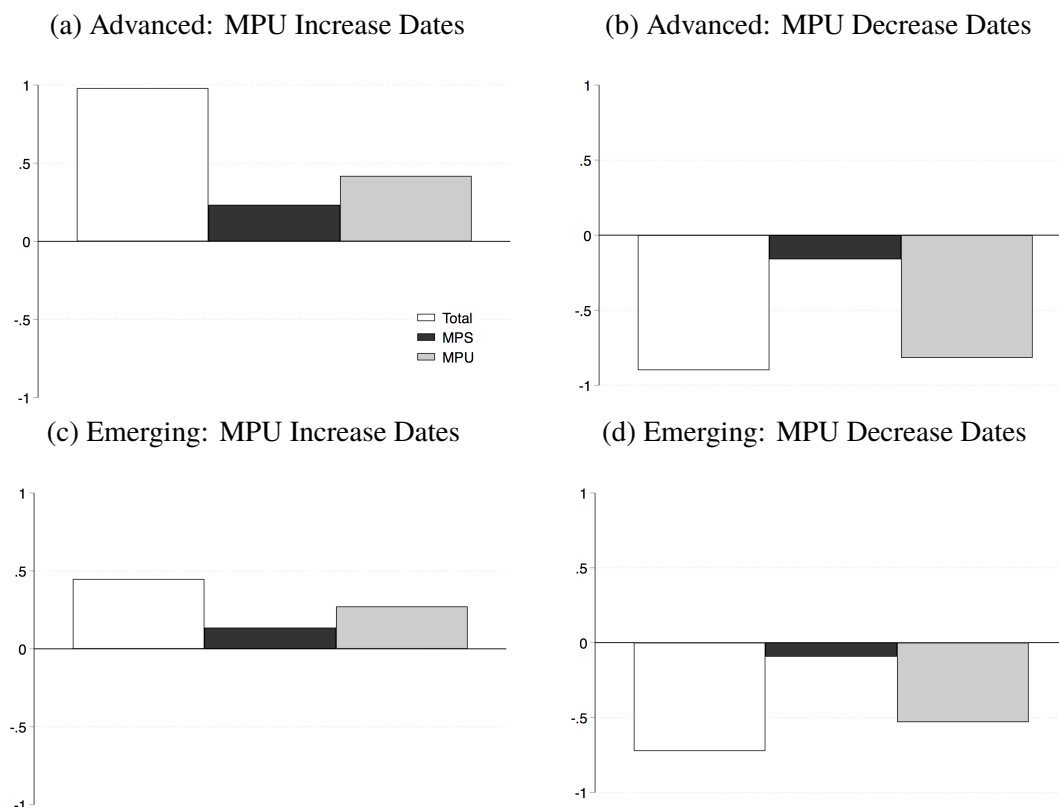 (a) Advanced: MPU Increase Dates
1
.5
0
-.5
-1
Total
MPS
MPU
(b) Advanced: MPU Decrease Dates
1
.5
0
-.5
-1
(c) Emerging: MPU Increase Dates
1
.5
0
-.5
-1
(d) Emerging: MPU Decrease Dates
1
.5
0
-.5
-1